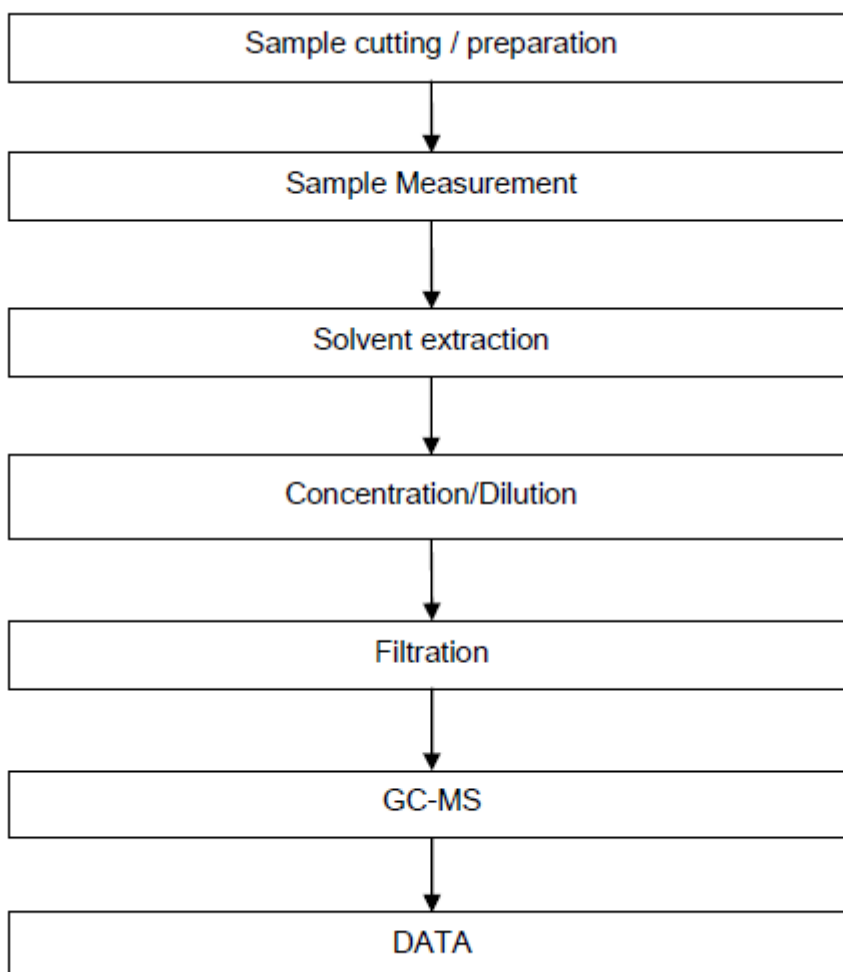 Sample cutting / preparation
Sample Measurement
Solvent extraction
Concentration/Dilution
Filtration
GC-MS
DATA